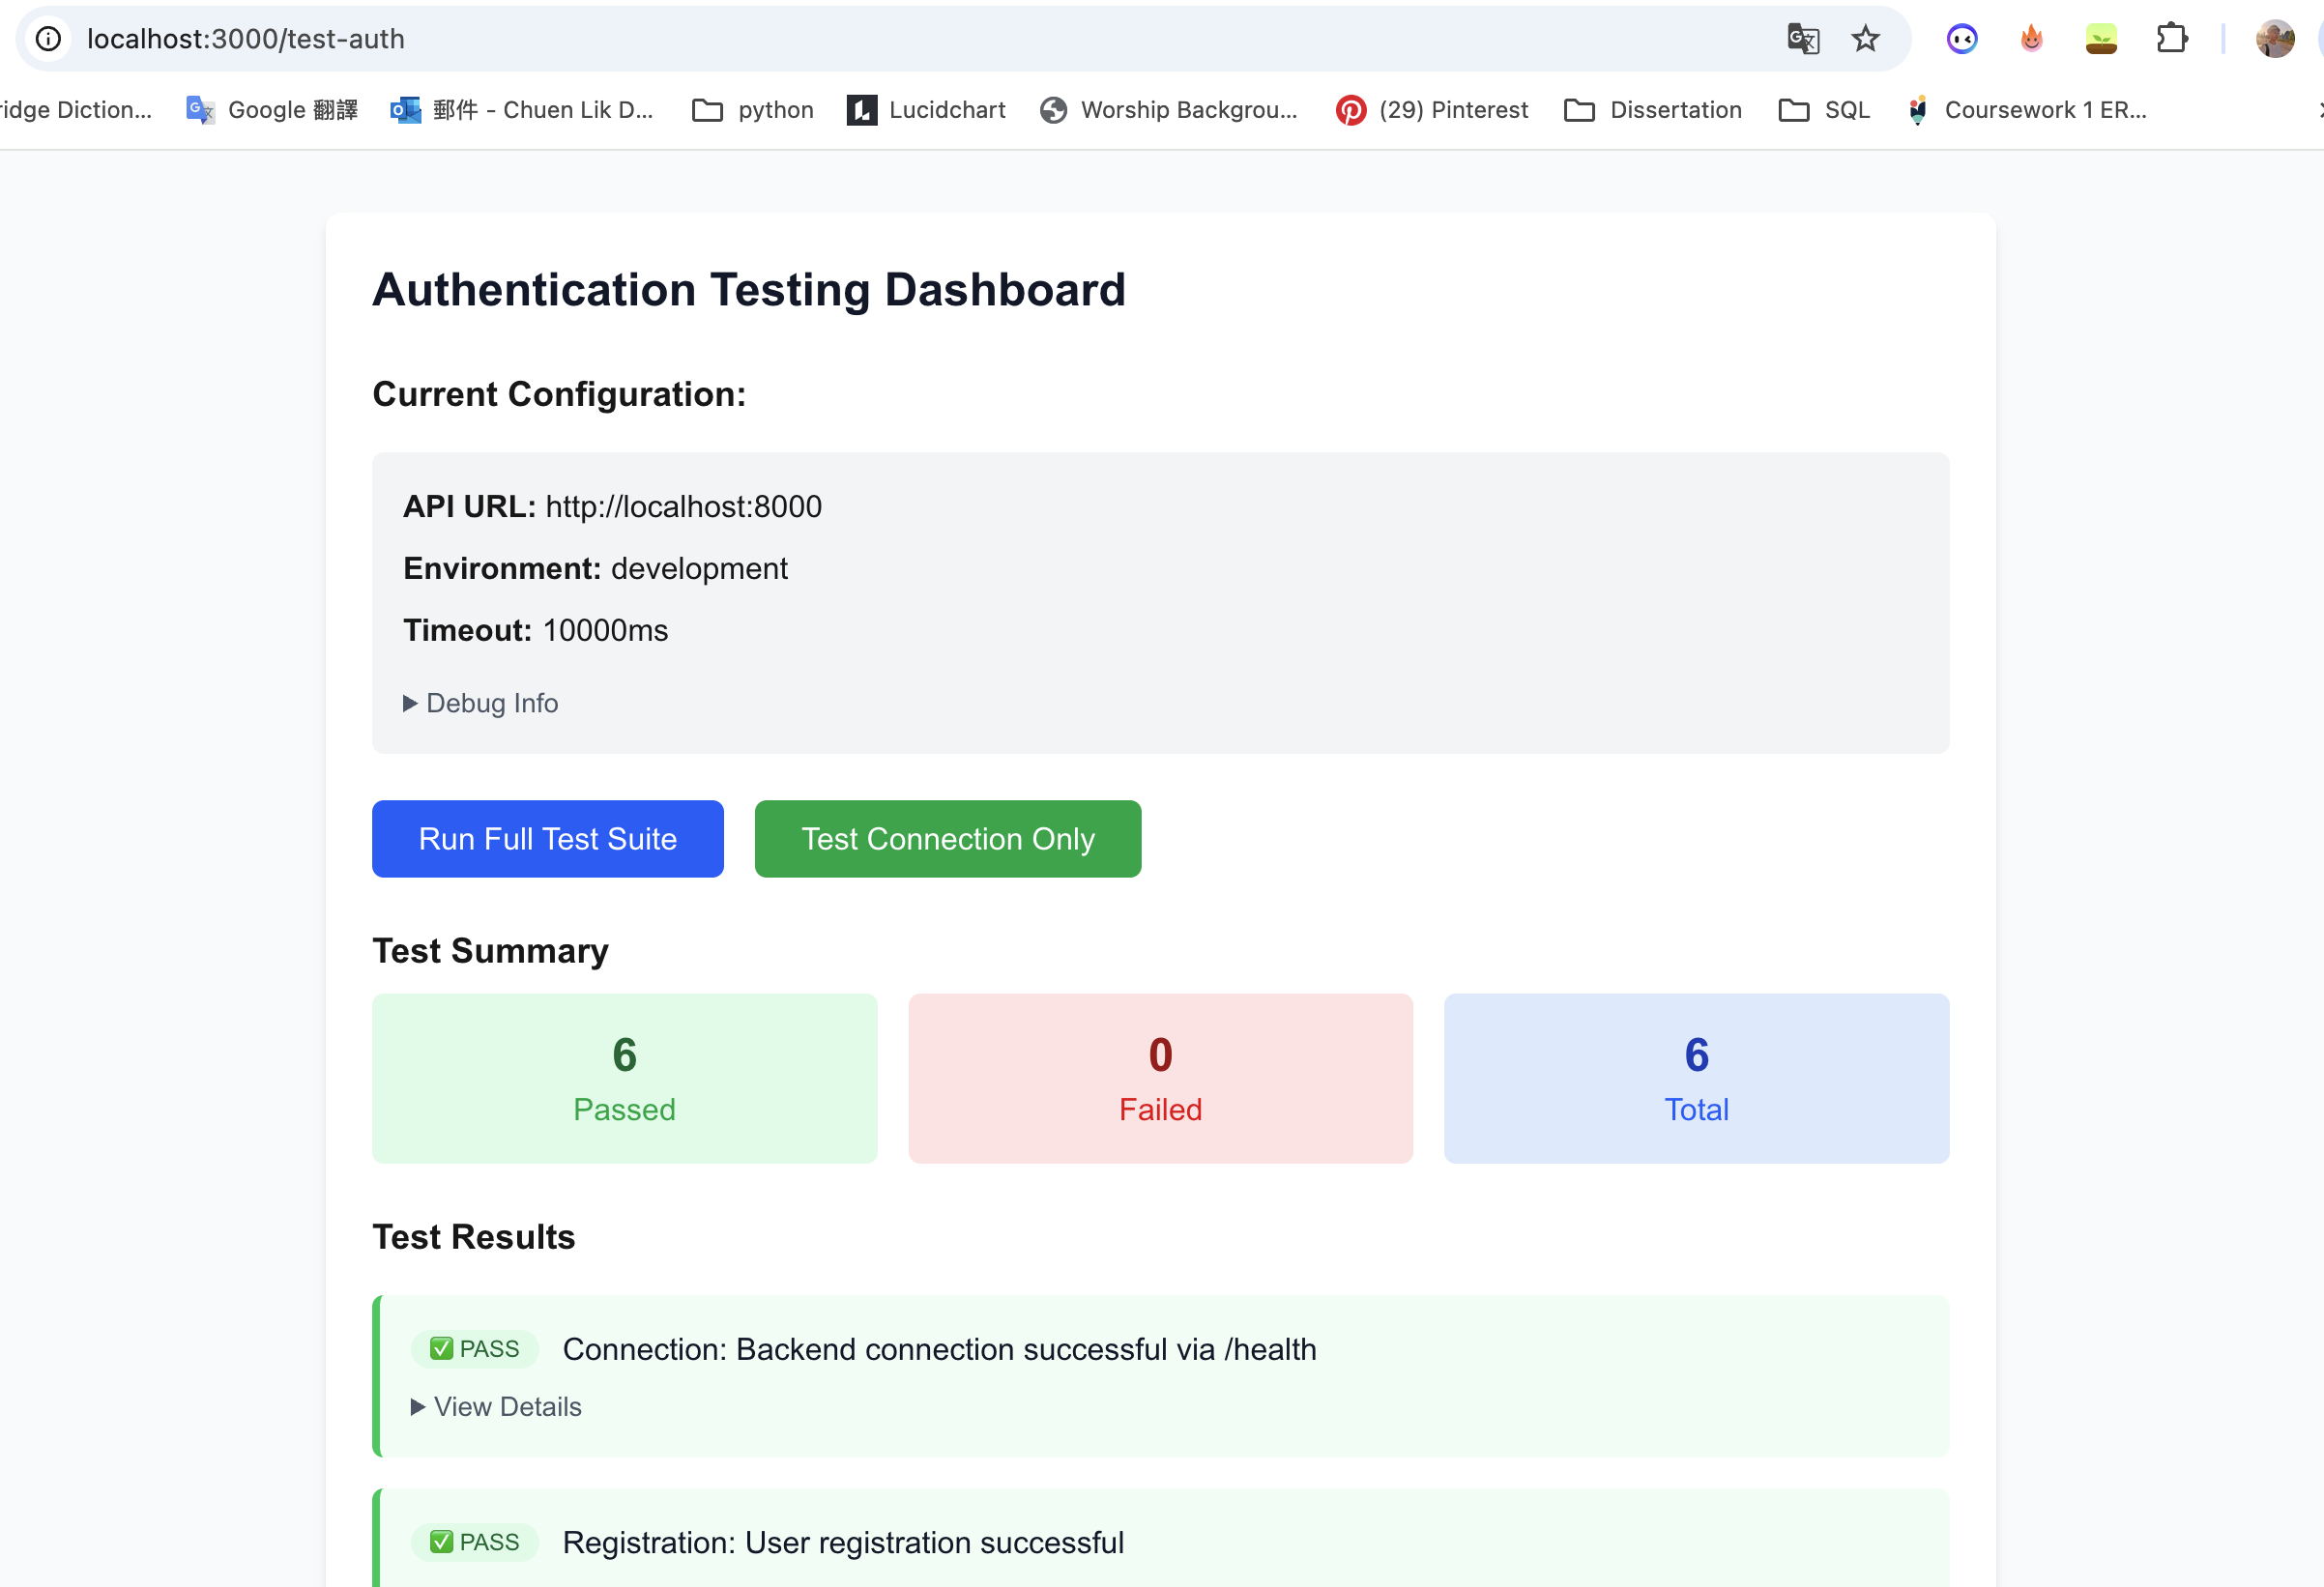 localhost:3000/test-auth
ridge Diction... Google 翻譯 郵件 - Chuen Lik D... python Lucidchart Worship Backgrou... (29) Pinterest Dissertation SQL Coursework 1 ER...
Authentication Testing Dashboard
Current Configuration:
API URL: http://localhost:8000
Environment: development
Timeout: 10000ms
Debug Info
Run Full Test Suite Test Connection Only
Test Summary
6 0 6
Passed Failed Total
Test Results
✅ PASS Connection: Backend connection successful via /health
View Details
✅ PASS Registration: User registration successful